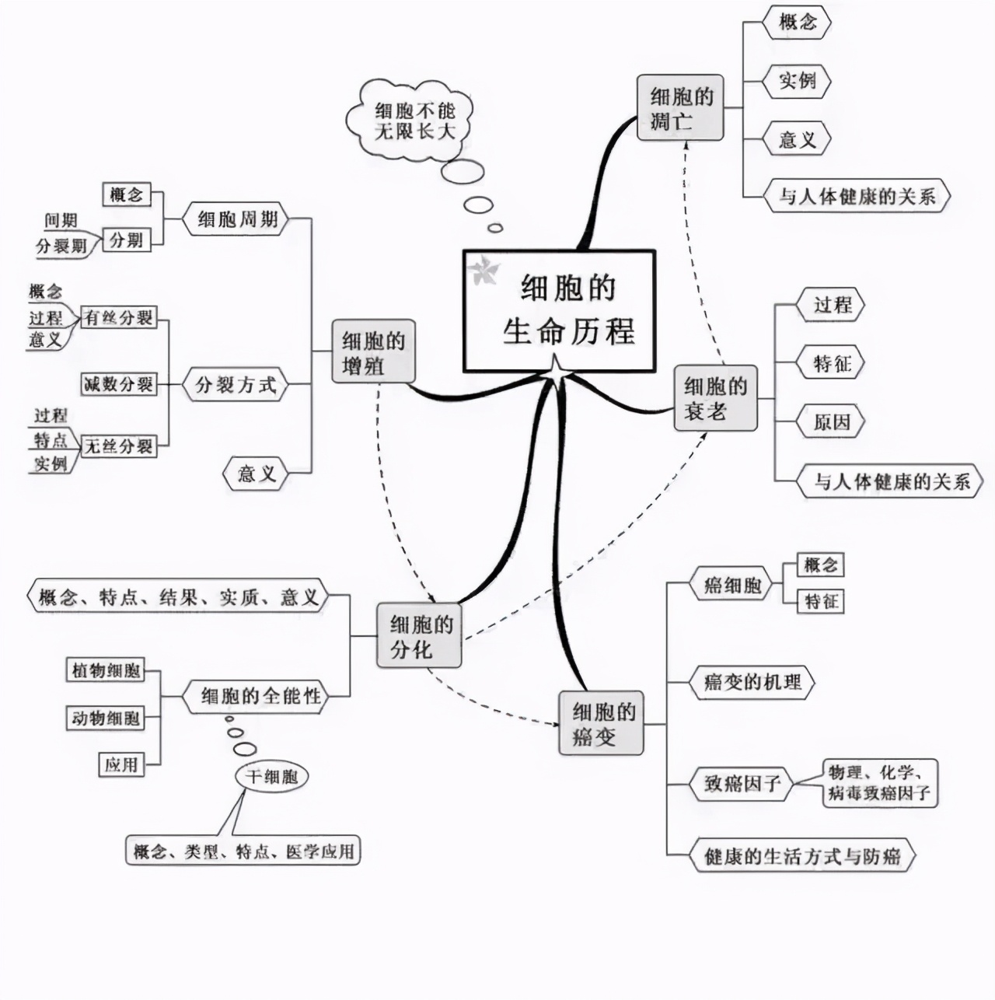 细胞不能
无限长大
细胞的
生命历程
细胞的
凋亡
概念
实例
意义
与人体健康的关系
细胞的
衰老
过程
特征
原因
与人体健康的关系
细胞的
癌变
癌细胞
概念
特征
癌变的机理
致癌因子
物理、化学、
病毒致癌因子
健康的生活方式与防癌
细胞的
分化
概念、特点、结果、实质、意义
细胞的全能性
植物细胞
动物细胞
应用
干细胞
概念、类型、特点、医学应用
细胞的
增殖
细胞周期
概念
分期
间期
分裂期
分裂方式
有丝分裂
概念
过程
意义
减数分裂
无丝分裂
过程
特点
实例
意义